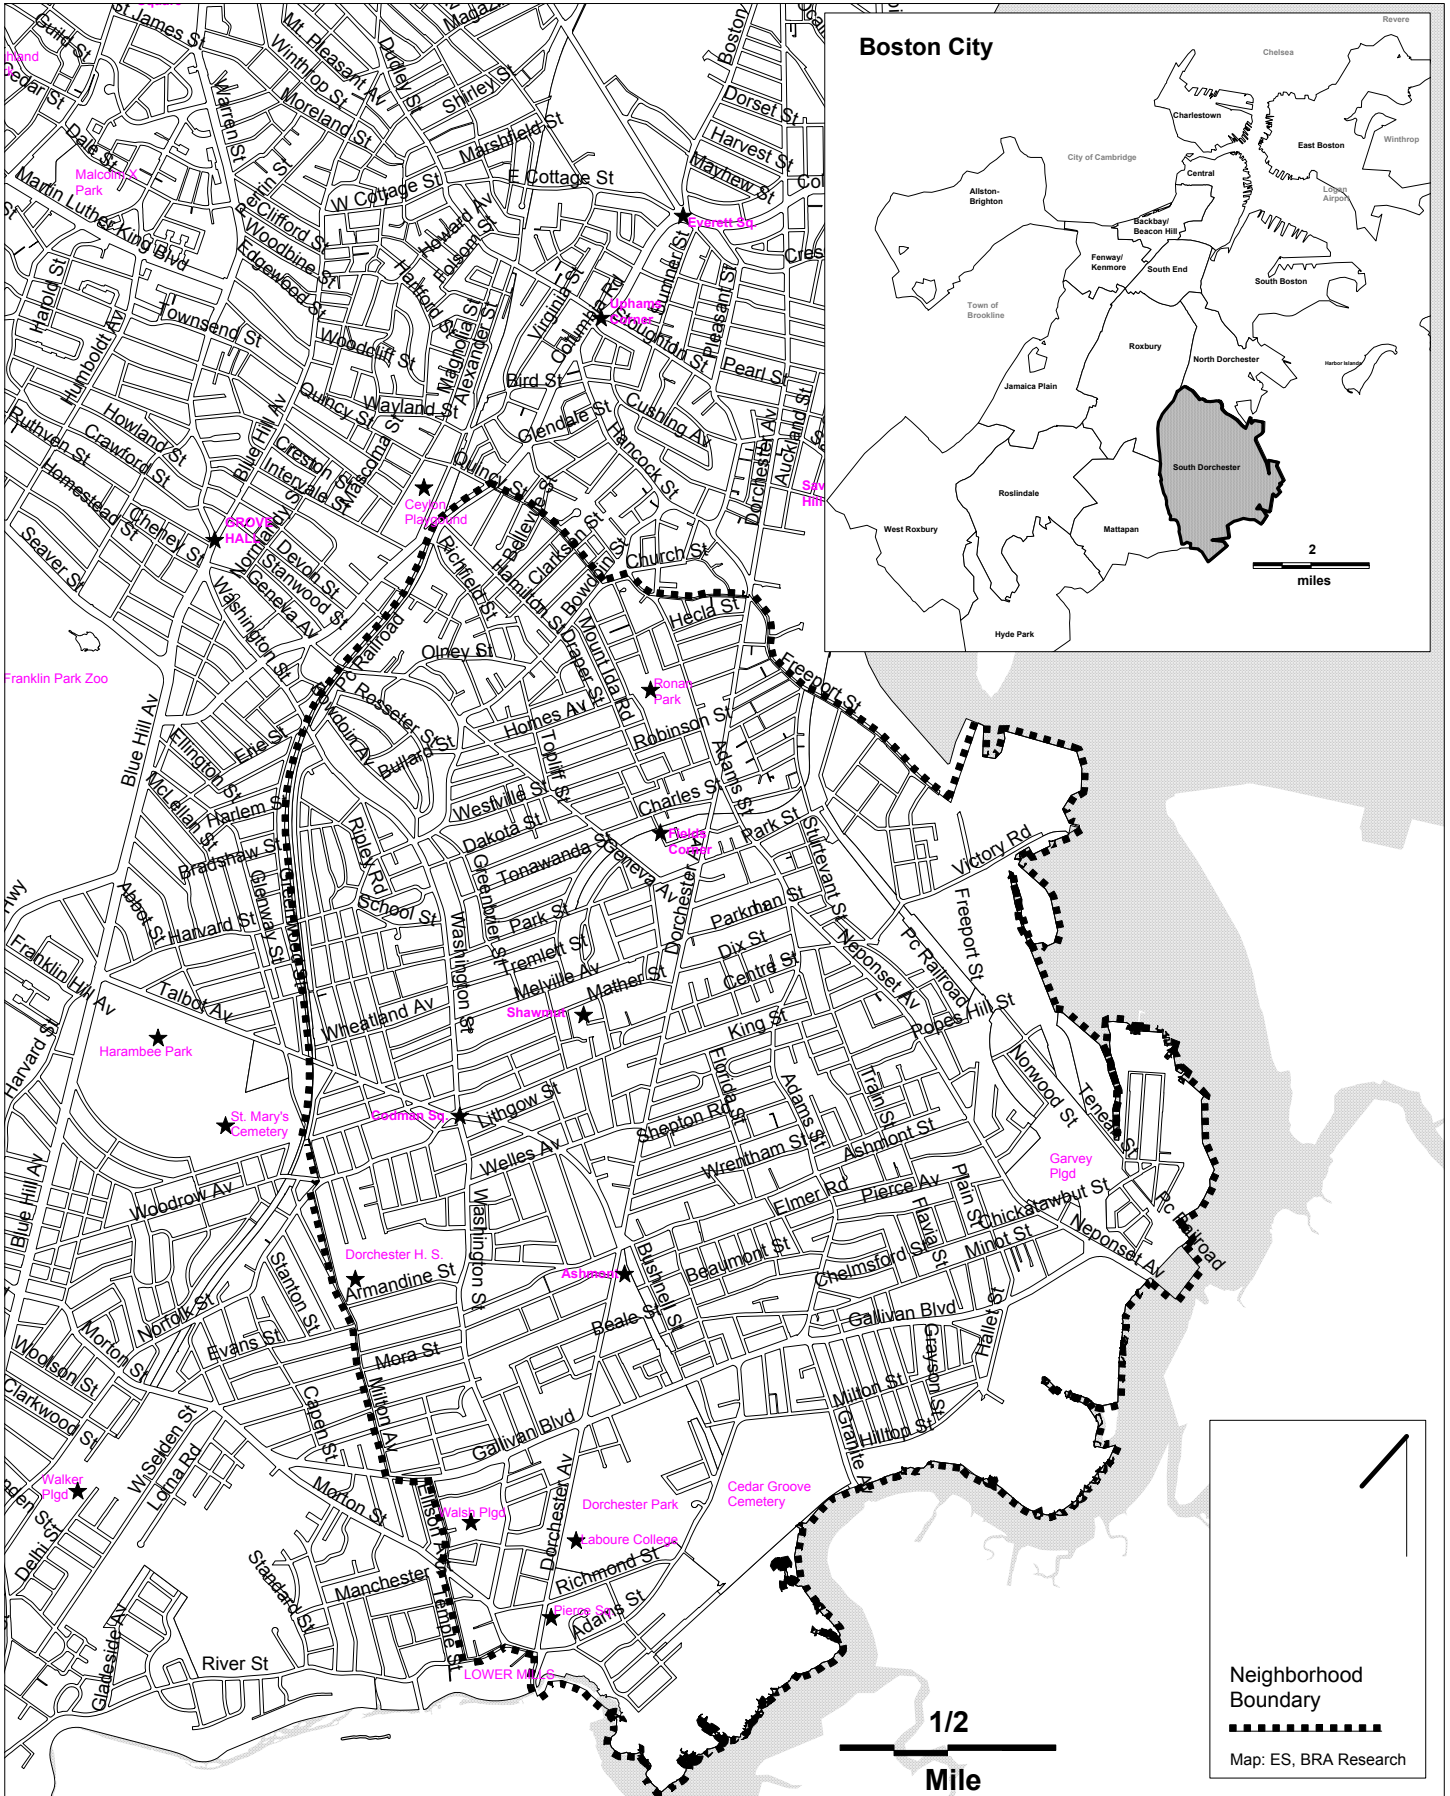 Boston City
Revere
Chelsea
Charlestown
East Boston
Winthrop
City of Cambridge
Central
Allston-
Brighton
Logan
Airport
Backbay/
Beacon Hill
Fenway/
Kenmore
South End
South Boston
Town of
Brookline
Roxbury
North Dorchester
Harbor Islands
Jamaica Plain
South Dorchester
Roslindale
West Roxbury
Mattapan
Hyde Park
2
miles
St James St
Guild St
Cedar St
Mt. Pleasant Av
Winthrop St
Dudley St
Moreland St
Warren St
Shirley St
Boston
Dorset St
Harvest St
Mayhew St
Marshfield St
E Cottage St
W Cottage St
Dale St
Malcolm X
Park
Martin Luther King Blvd
Clifford St
Woodbine St
Edgewood St
Howard Av
Folsom St
Hartford St
Everett Sq.
Sumner St
Virginia St
Columbia Rd
Uphams
Corner
Stoughton St
Pleasant St
Pearl St
Harold St
Humboldt Av
Townsend St
Woodcliff St
Magnolia St
Alexander St
Bird St
Wayland St
Quincy St
Glendale St
Cushing Av
Hancock St
Dorchester Av
Auckland St
Ruthven St
Howland St
Crawford St
Homestead St
Cheney St
Seaver St
Blue Hill Av
Creston St
Intervale St
Mascoma St
Normandy St
Ceylon
Playgound
Quincy St
Bellevue St
GROVE
HALL
Devon St
Stanwood St
Geneva Av
Washington St
Richfield St
Hamilton St
Clarkson St
Bowdoin St
Church St
Hecla St
Franklin Park Zoo
Olney St
Draper St
Mount Ida Rd
Ronan
Park
Freeport St
Rosseter St
Bowdoin Av
Bullard St
Homes Av
Topliff St
Robinson St
Adams St
Blue Hill Av
Ellington St
Erie St
McLellan St
Harlem St
Bradshaw St
Westville St
Dakota St
Tonawanda St
Geneva Av
Charles St
Fields
Corner
Park St
Sturtevant St
Victory Rd
Ripley Rd
School St
Greenbrier St
Park St
Abbot St
Harvard St
Glenway St
Washington St
Dorchester Av
Parkman St
Dix St
Centre St
Neponset Av
Pc Railroad
Freeport St
Franklin Hill Av
Talbot Av
Tremlett St
Melville Av
Mather St
Shawmut
Wheatland Av
King St
Popes Hill St
Harvard St
Harambee Park
St. Mary's
Cemetery
Codman Sq.
Lithgow St
Florida St
Shepton Rd
Adams St
Train St
Norwood St
Tenean St
Welles Av
Wrentham St
Ashmont St
Garvey
Plgd
Blue Hill Av
Woodrow Av
Washington St
Elmer Rd
Pierce Av
Plain St
Flavia St
Chickatawbut St
Minot St
Neponset Av
Pc Railroad
Dorchester H. S.
Armandine St
Ashmont
Bushnell St
Beaumont St
Chelmsford St
Stanton St
Norfolk St
Morton St
Evans St
Woolson St
Clarkwood St
Mora St
Beale St
Gallivan Blvd
Hallet St
Grayson St
Milton Av
Capen St
Milton St
Hilton St
Granite Av
Gallivan Blvd
Walker
Plgd
W Selden St
Lorna Rd
Morton St
Delhi St
Walsh Plgd
Dorchester Av
Dorchester Park
Cedar Groove
Cemetery
Laboure College
Standard St
Manchester
Temple St
Richmond St
Pierce Sq.
Adams St
Gladeside Av
River St
LOWER MILLS
1/2
Mile
Neighborhood
Boundary
Map: ES, BRA Research